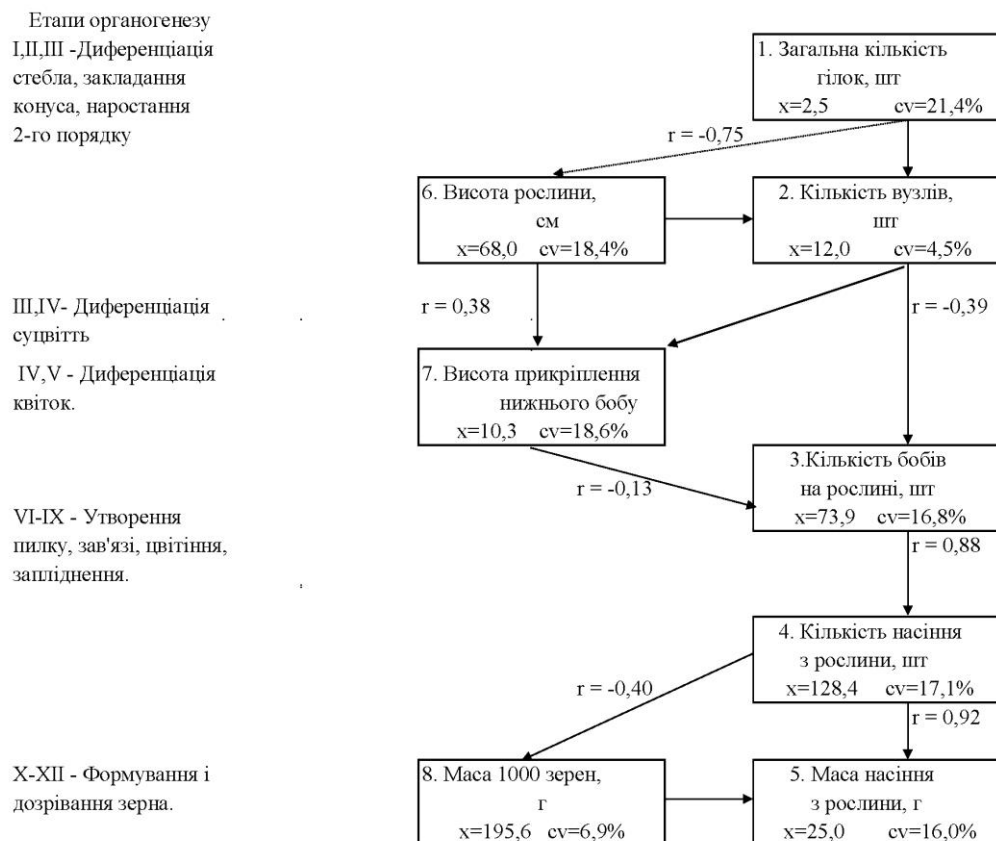 Етапи органогенезу
I,II,III -Диференціація
стебла, закладання
конуса, наростання
2-го порядку
1. Загальна кількість
гілок, шт
x=2,5 cv=21,4%
r = -0,75
6. Висота рослини,
см
x=68,0 cv=18,4%
2. Кількість вузлів,
шт
x=12,0 cv=4,5%
III,IV- Диференціація
суцвітть
r = 0,38
r = -0,39
IV,V - Диференціація
квіток.
7. Висота прикріплення
нижнього бобу
x=10,3 cv=18,6%
r = -0,13
3.Кількість бобів
на рослині, шт
x=73,9 cv=16,8%
VI-IX - Утворення
пилку, зав'язі, цвітіння,
запліднення.
r = 0,88
4. Кількість насіння
з рослини, шт
x=128,4 cv=17,1%
r = -0,40
r = 0,92
X-XII - Формування і
дозрівання зерна.
8. Маса 1000 зерен,
г
x=195,6 cv=6,9%
5. Маса насіння
з рослини, г
x=25,0 cv=16,0%